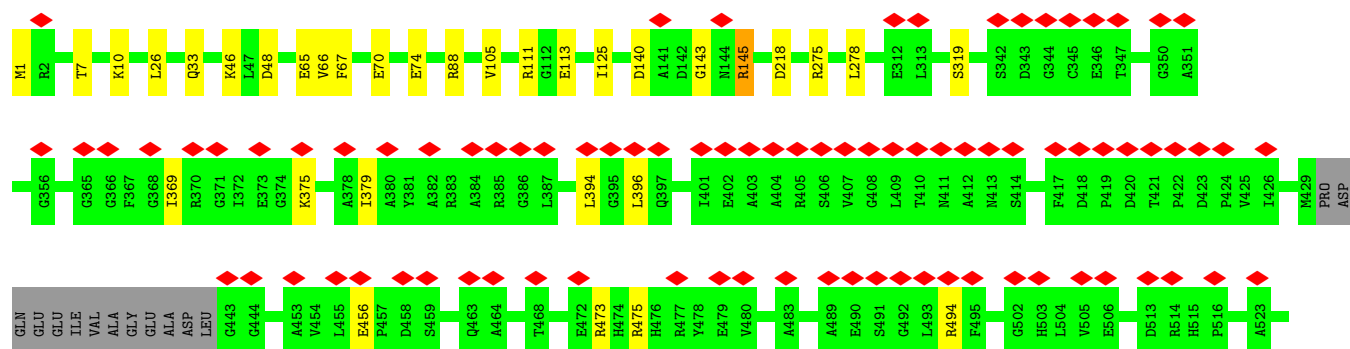 M1 R2 T7 K10 L26 Q33 K46 L47 D48 E65 V66 F67 E70 E74 R88 V105 R111 G112 E113 I125 D140 A141 D142 G143 N144 R145 D218 R275 L278 E312 L313 S319 S342 D343 G344 C345 E346 T347 G350 A351
G356 G365 G366 F367 G368 I369 R370 G371 I372 E373 G374 K375 A378 I379 A380 Y381 A382 R383 A384 R385 G386 L387 L394 G395 L396 Q397 I401 E402 A403 A404 R405 S406 V407 G408 L409 T410 N411 A412 N413 S414 F417 D418 P419 D420 T421 P422 D423 P424 V425 I426 M429 PRO ASP
GLN GLU GLU ILE VAL ALA GLY GLU ALA ASP LEU G443 G444 A453 V454 L455 E456 P457 D458 S459 Q463 A464 T468 E472 R473 H474 R475 H476 R477 Y478 E479 V480 A483 A489 E490 S491 G492 L493 R494 F495 G502 H503 L504 V505 E506 D513 R514 H515 P516 A523